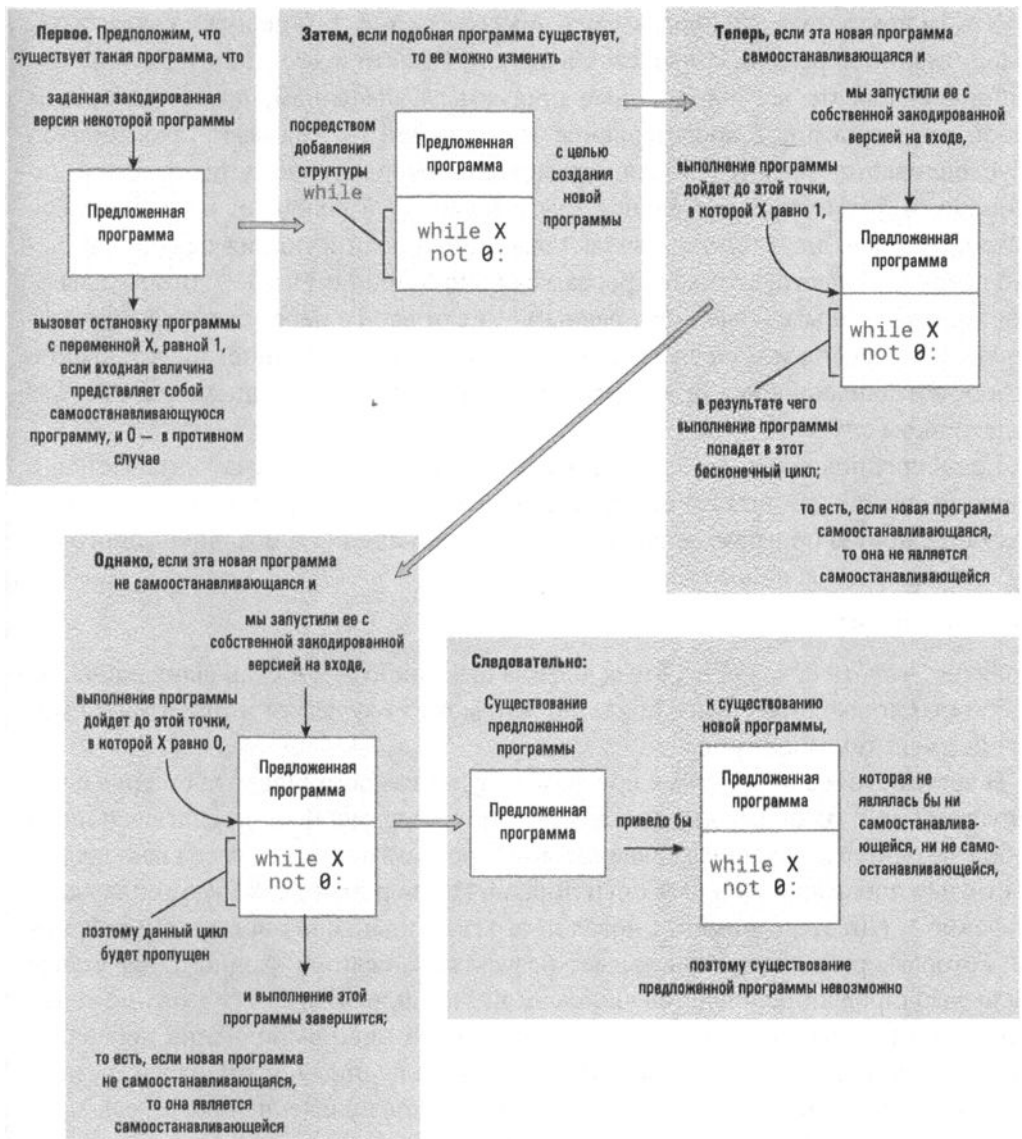 Первое. Предположим, что
существует такая программа, что
заданная закодированная
версия некоторой программы
Предложенная
программа
вызовет остановку программы
с переменной X, равной 1,
если входная величина
представляет собой
самоостанавливающуюся
программу, и 0 — в противном
случае
Затем, если подобная программа существует,
то ее можно изменить
посредством
добавления
структуры
while
Предложенная
программа
while X
not 0:
с целью
создания
новой
программы
Теперь, если эта новая программа
самоостанавливающаяся и
мы запустили ее с
собственной закодированной
версией на входе,
выполнение программы
дойдет до этой точки,
в которой X равно 1,
Предложенная
программа
while X
not 0:
в результате чего
выполнение программы
попадет в этот
бесконечный цикл;
то есть, если новая программа
самоостанавливающаяся,
то она не является
самоостанавливающейся
Однако, если эта новая программа
не самоостанавливающаяся и
мы запустили ее с
собственной закодированной
версией на входе,
выполнение программы
дойдет до этой точки,
в которой X равно 0,
Предложенная
программа
while X
not 0:
поэтому данный цикл
будет пропущен
и выполнение этой
программы завершится;
то есть, если новая программа
не самоостанавливающаяся,
то она является
самоостанавливающейся
Следовательно:
Существование
предложенной
программы
Предложенная
программа
привело бы
к существованию
новой программы,
Предложенная
программа
while X
not 0:
которая не
являлась бы ни
самоостанавлива-
ющейся, ни не само-
останавливающейся,
поэтому существование
предложенной программы невозможно